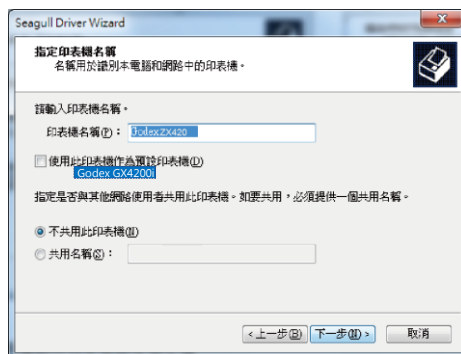 Seagull Driver Wizard
指定印表機名稱
名稱用於識別本電腦和網路中的印表機。
請輸入印表機名稱。
印表機名稱(P)：
GodexZX420
使用此印表機作為預設印表機(D)
Godex GX4200i
指定是否與其他網路使用者共用此印表機。如要共用，必須提供一個共用名稱。
不共用此印表機(N)
共用名稱(S)：
<上一步(B)
下一步(N)>
取消